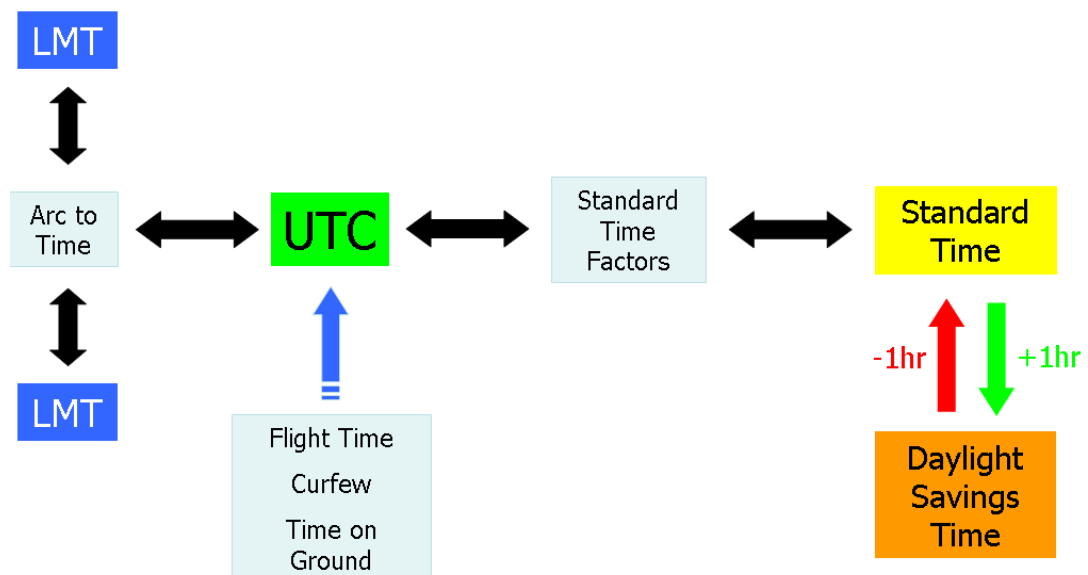 LMT
Arc to
Time
UTC
Standard
Time
Factors
Standard
Time
-1hr
+1hr
LMT
Flight Time
Curfew
Time on
Ground
Daylight
Savings
Time